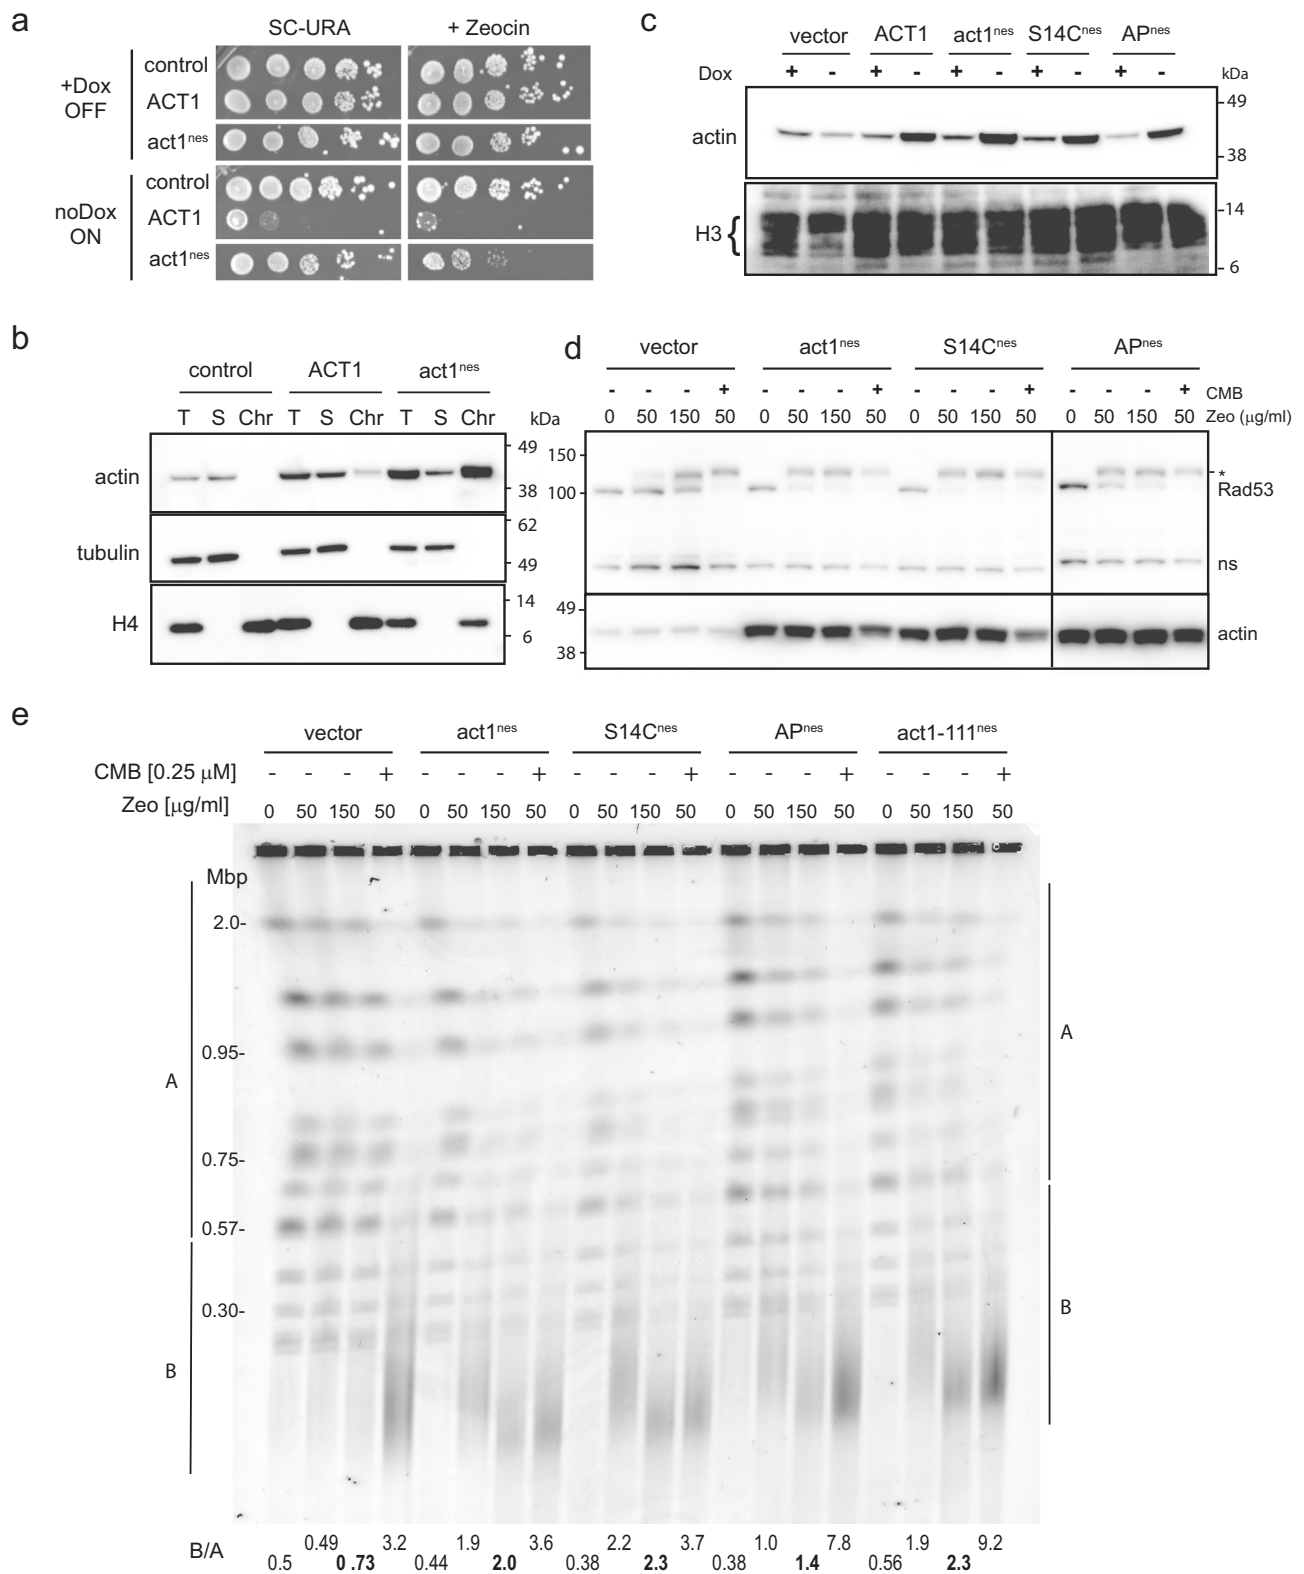 a
SC-URA + Zeocin
+Dox OFF
control
ACT1
act1nes
noDox ON
control
ACT1
act1nes
b
control ACT1 act1nes
T S Chr T S Chr T S Chr kDa
actin
49
38
tubulin
62
49
H4
14
6
c
vector ACT1 act1nes S14Cnes APnes
Dox + - + - + - + - + - kDa
actin
49
38
H3 {
14
6
d
vector act1nes S14Cnes APnes
- - - + - - - + - - - + - - - + CMB
0 50 150 50 0 50 150 50 0 50 150 50 0 50 150 50 Zeo (µg/ml)
150
100
*
Rad53
ns
49
38
actin
e
vector act1nes S14Cnes APnes act1-111nes
CMB [0.25 µM] - - - + - - - + - - - + - - - + - - - +
Zeo [µg/ml] 0 50 150 50 0 50 150 50 0 50 150 50 0 50 150 50 0 50 150 50
Mbp
2.0-
0.95-
A
A
0.75-
0.57-
0.30-
B
B
B/A
0.49 3.2 1.9 3.6 2.2 3.7 1.0 7.8 1.9 9.2
0.5 0 .73 0.44 2.0 0.38 2.3 0.38 1.4 0.56 2.3